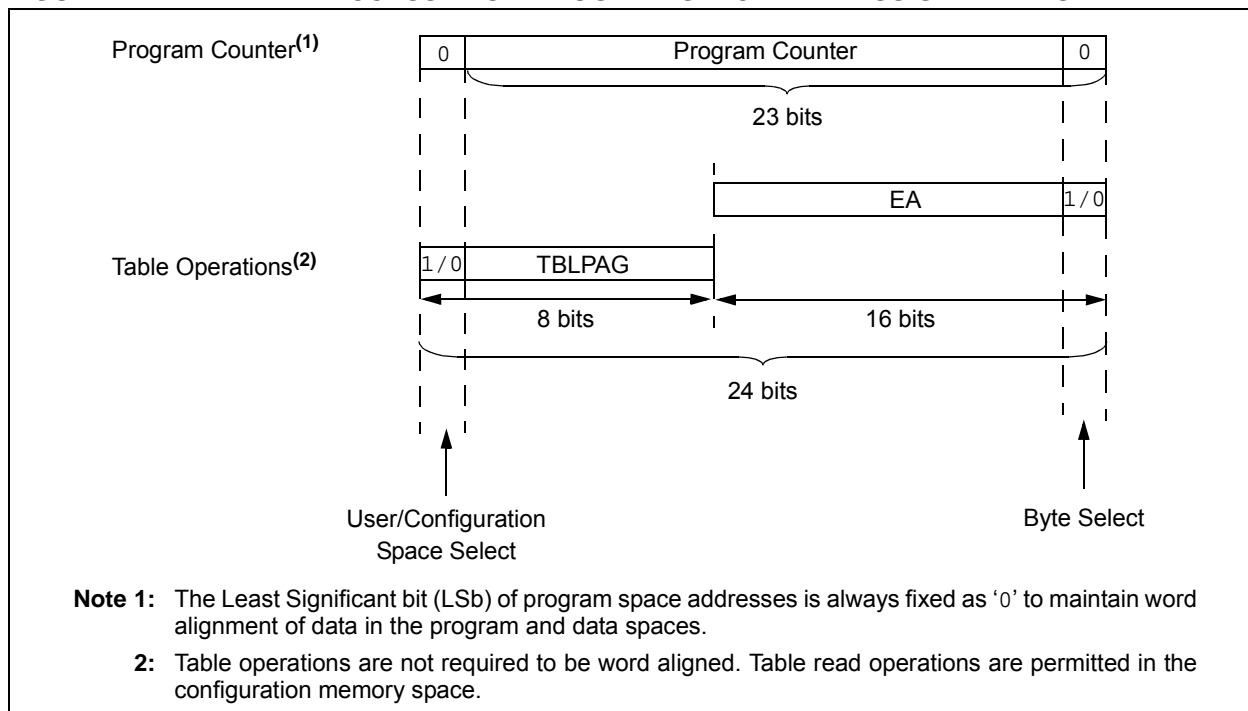 Program Counter(1)
0
Program Counter
0
23 bits
EA
1/0
Table Operations(2)
1/0
TBLPAG
8 bits
16 bits
24 bits
User/Configuration
Space Select
Byte Select
Note 1: The Least Significant bit (LSb) of program space addresses is always fixed as ‘0’ to maintain word
alignment of data in the program and data spaces.
2: Table operations are not required to be word aligned. Table read operations are permitted in the
configuration memory space.